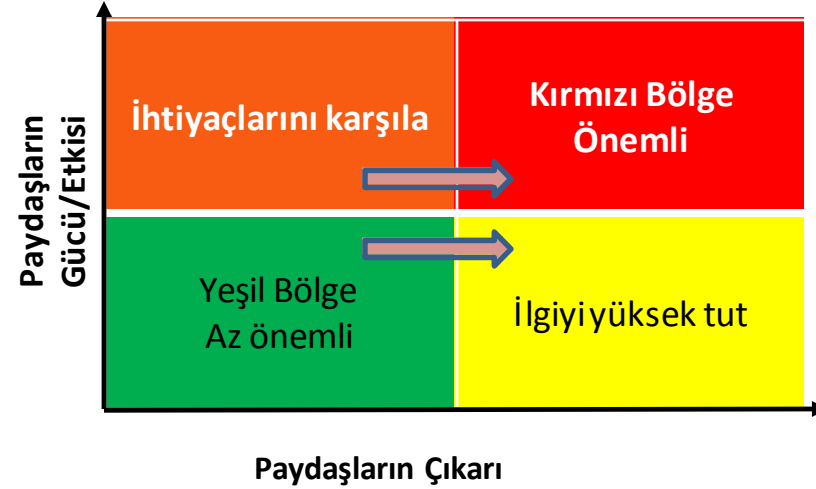 Paydaşların
Gücü/Etkisi
İhtiyaçlarını karşıla
Kırmızı Bölge
Önemli
Yeşil Bölge
Az önemli
İlgiyi yüksek tut
Paydaşların Çıkarı